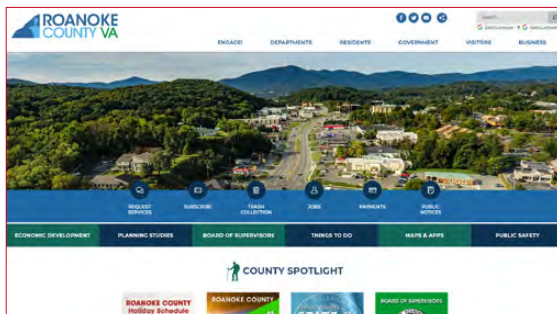 ROANOKE
COUNTY VA
ENGAGE!
DEPARTMENTS
RESIDENTS
GOVERNMENT
VISITORS
BUSINESS
REQUEST
SERVICES
SUBSCRIBE
TRASH
COLLECTION
JOBS
PAYMENTS
PUBLIC
NOTICES
ECONOMIC DEVELOPMENT
PLANNING STUDIES
BOARD OF SUPERVISORS
THINGS TO DO
MAPS & APPS
PUBLIC SAFETY
COUNTY SPOTLIGHT
ROANOKE COUNTY
Holiday Schedule
ROANOKE COUNTY
BOARD OF SUPERVISORS